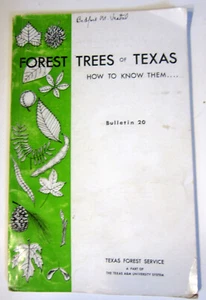 FOREST TREES OF TEXAS
HOW TO KNOW THEM....
Bulletin 20
TEXAS FOREST SERVICE
A PART OF
THE TEXAS A&M UNIVERSITY SYSTEM